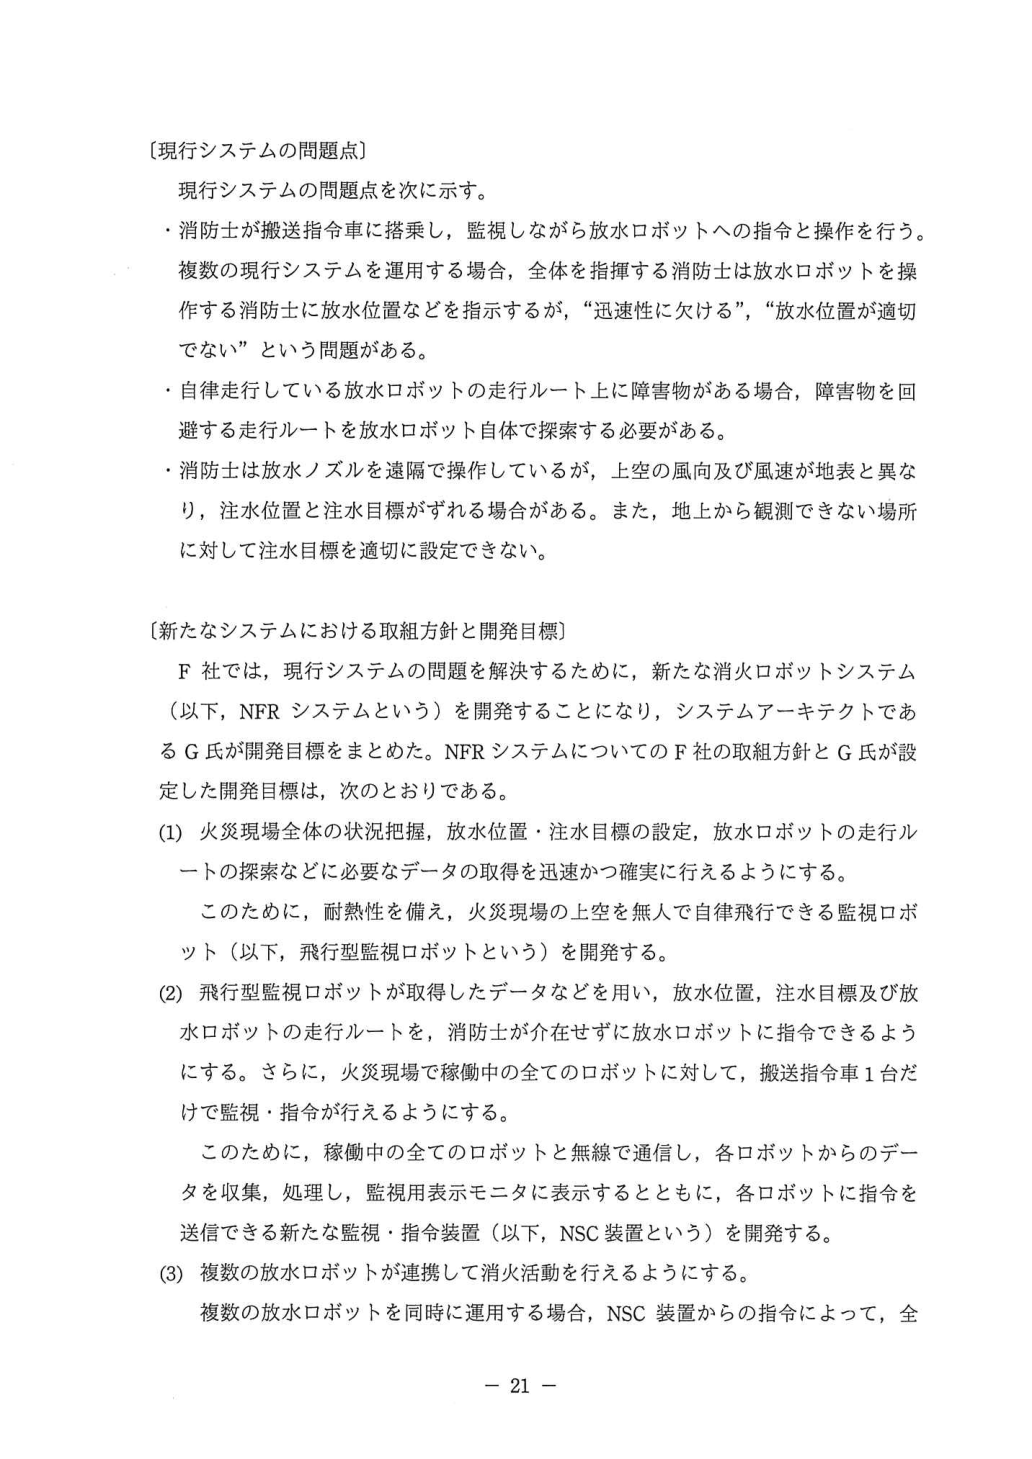 〔現行システムの問題点〕
現行システムの問題点を次に示す。
・消防士が搬送指令車に搭乗し，監視しながら放水ロボットへの指令と操作を行う。
複数の現行システムを運用する場合，全体を指揮する消防士は放水ロボットを操
作する消防士に放水位置などを指示するが，“迅速性に欠ける”，“放水位置が適切
でない”という問題がある。
・自律走行している放水ロボットの走行ルート上に障害物がある場合，障害物を回
避する走行ルートを放水ロボット自体で探索する必要がある。
・消防士は放水ノズルを遠隔で操作しているが，上空の風向及び風速が地表と異な
り，注水位置と注水目標がずれる場合がある。また，地上から観測できない場所
に対して注水目標を適切に設定できない。
〔新たなシステムにおける取組方針と開発目標〕
F 社では，現行システムの問題を解決するために，新たな消火ロボットシステム
（以下，NFR システムという）を開発することになり，システムアーキテクトであ
る G 氏が開発目標をまとめた。NFR システムについての F 社の取組方針と G 氏が設
定した開発目標は，次のとおりである。
(1) 火災現場全体の状況把握，放水位置・注水目標の設定，放水ロボットの走行ル
ートの探索などに必要なデータの取得を迅速かつ確実に行えるようにする。
このために，耐熱性を備え，火災現場の上空を無人で自律飛行できる監視ロボ
ット（以下，飛行型監視ロボットという）を開発する。
(2) 飛行型監視ロボットが取得したデータなどを用い，放水位置，注水目標及び放
水ロボットの走行ルートを，消防士が介在せずに放水ロボットに指令できるよう
にする。さらに，火災現場で稼働中の全てのロボットに対して，搬送指令車 1 台だ
けで監視・指令が行えるようにする。
このために，稼働中の全てのロボットと無線で通信し，各ロボットからのデー
タを収集，処理し，監視用表示モニタに表示するとともに，各ロボットに指令を
送信できる新たな監視・指令装置（以下，NSC 装置という）を開発する。
(3) 複数の放水ロボットが連携して消火活動を行えるようにする。
複数の放水ロボットを同時に運用する場合，NSC 装置からの指令によって，全
－ 21 －